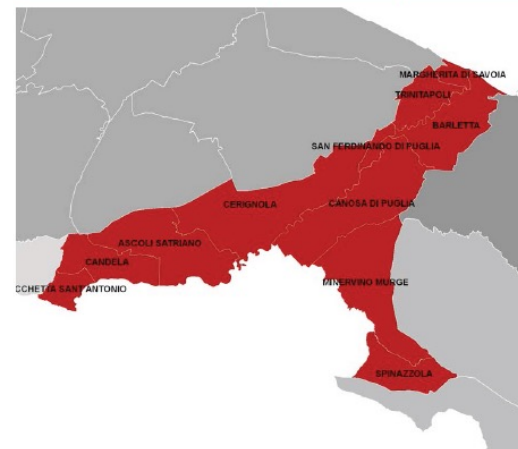 MARGHERITA DI SAVOIA
TRINITAPOLI
BARLETTA
SAN FERDINANDO DI PUGLIA
CERIGNOLA
CANOSA DI PUGLIA
ASCOLI SATRIANO
CANDELA
MINERVINO MURGE
CCHETTA SANT'ANTONIO
SPINAZZOLA